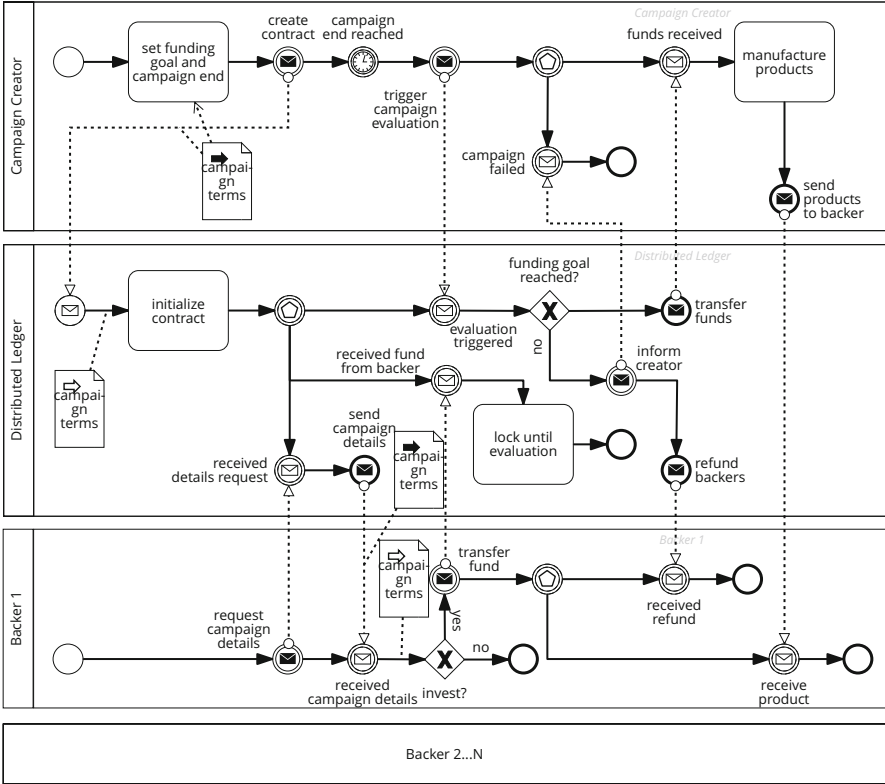 Campaign Creator
Campaign Creator
create
contract
campaign
end reached
funds received
set funding
goal and
campaign end
manufacture
products
trigger
campaign
evaluation
campaign
failed
campai-
gn
terms
send
products
to backer
Distributed Ledger
Distributed Ledger
funding goal
reached?
initialize
contract
evaluation
triggered
transfer
funds
no
received fund
from backer
inform
creator
campai-
gn
terms
send
campaign
details
lock until
evaluation
campai-
gn
terms
received
details request
refund
backers
Backer 1
Backer 1
campai-
gn
terms
transfer
fund
received
refund
request
campaign
details
yes
no
received
campaign details
invest?
receive
product
Backer 2...N